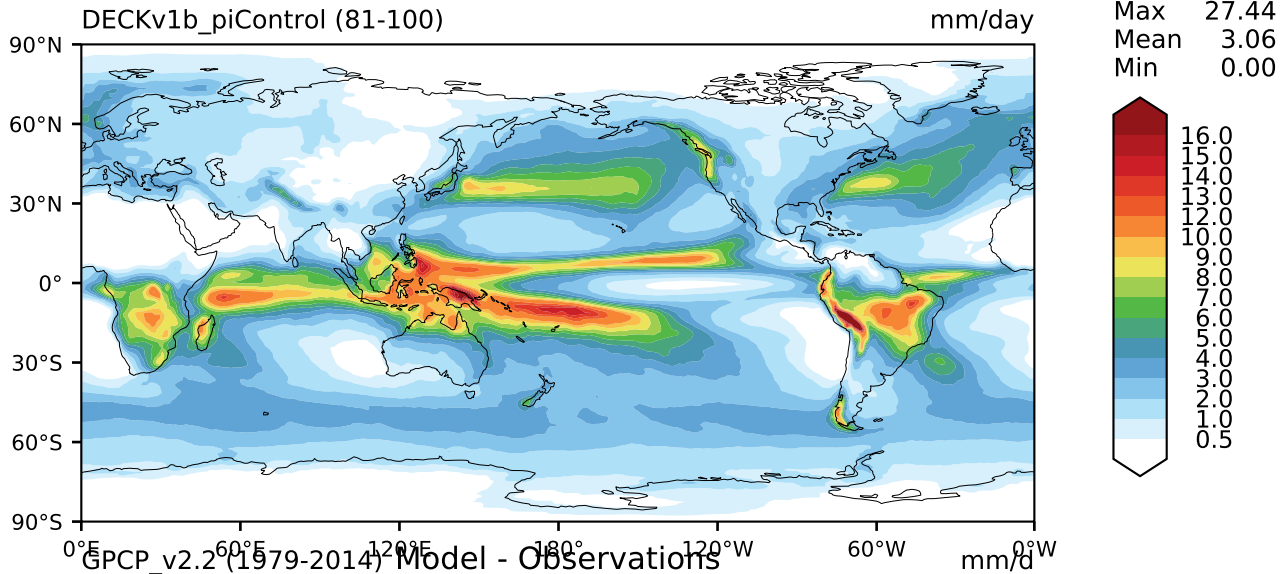 DECKv1b_piControl (81-100) mm/day
Max 27.44
Mean 3.06
Min 0.00
90°N
60°N
30°N
0°
30°S
60°S
90°S
16.0
15.0
14.0
13.0
12.0
10.0
9.0
8.0
7.0
6.0
5.0
4.0
3.0
2.0
1.0
0.5
0°E 60°E 120°E 180° 120°W 60°W 0°W
GPCP_v2.2 (1979-2014) Model - Observations mm/d